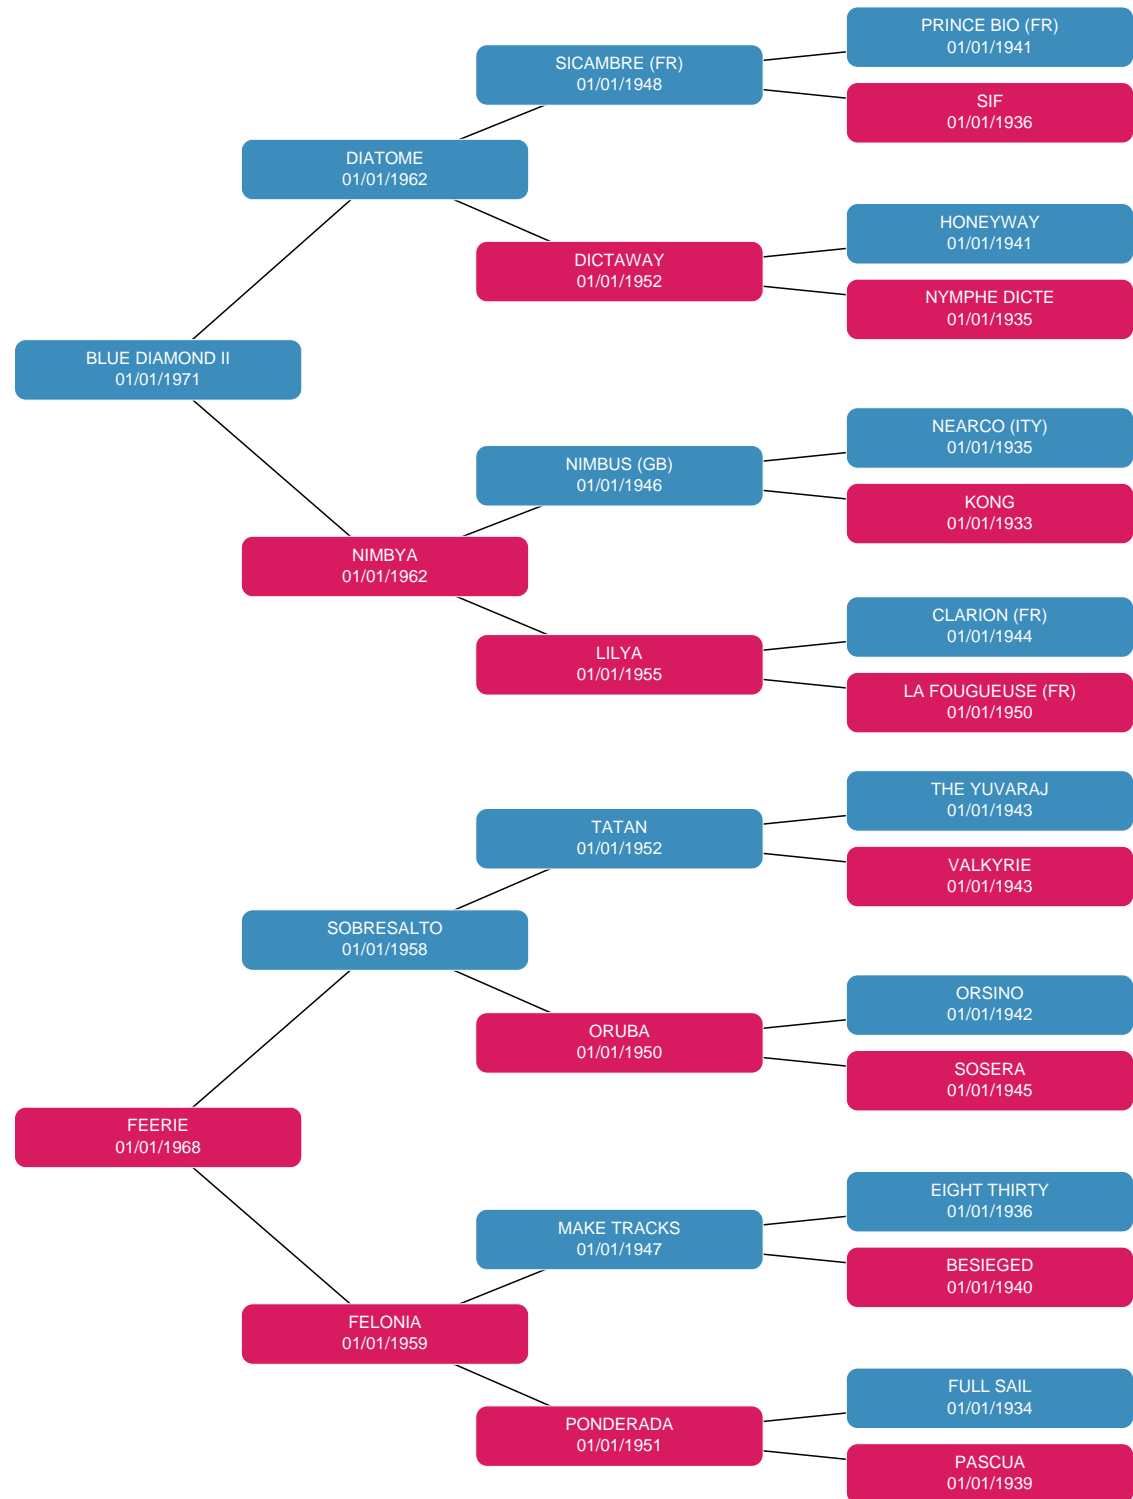 PRINCE BIO (FR)
01/01/1941
SICAMBRE (FR)
01/01/1948
SIF
01/01/1936
DIATOME
01/01/1962
HONEYWAY
01/01/1941
DICTAWAY
01/01/1952
NYMPHE DICTE
01/01/1935
BLUE DIAMOND II
01/01/1971
NEARCO (ITY)
01/01/1935
NIMBUS (GB)
01/01/1946
KONG
01/01/1933
NIMBYA
01/01/1962
CLARION (FR)
01/01/1944
LILYA
01/01/1955
LA FOUGUEUSE (FR)
01/01/1950
THE YUVARAJ
01/01/1943
TATAN
01/01/1952
VALKYRIE
01/01/1943
SOBRESALTO
01/01/1958
ORSINO
01/01/1942
ORUBA
01/01/1950
SOSERA
01/01/1945
FEERIE
01/01/1968
EIGHT THIRTY
01/01/1936
MAKE TRACKS
01/01/1947
BESIEGED
01/01/1940
FELONIA
01/01/1959
FULL SAIL
01/01/1934
PONDERADA
01/01/1951
PASCUA
01/01/1939